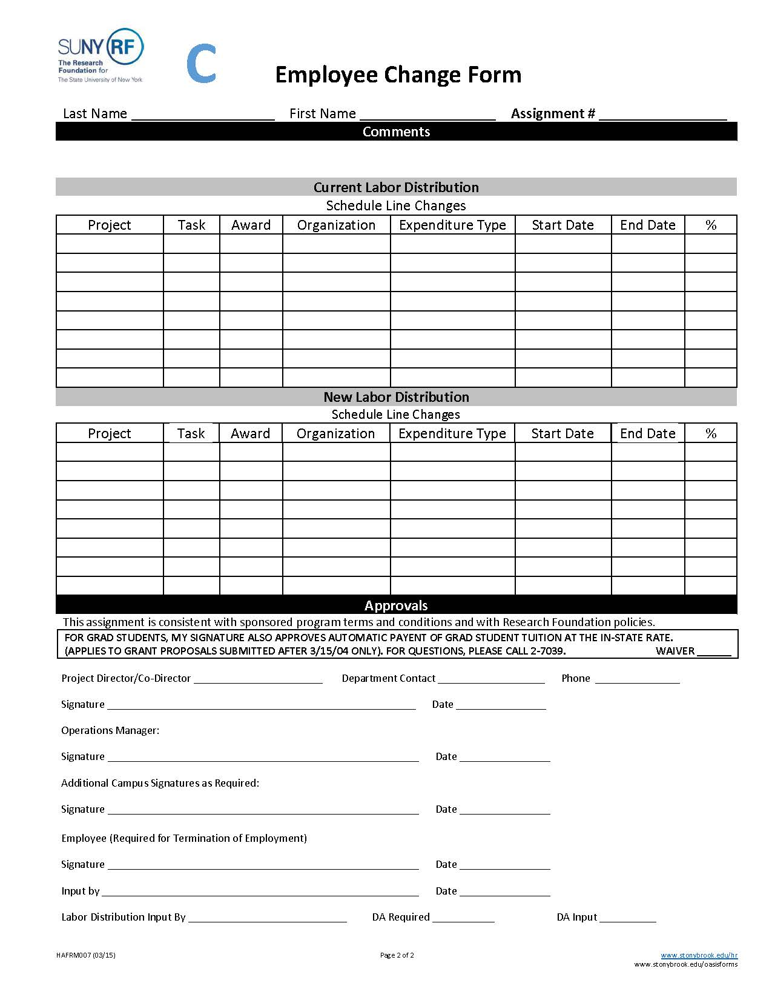 SUNY RF
The Research
Foundation for
The State University of New York
C
Employee Change Form
Last Name ____________________ First Name ___________________ Assignment # __________________
Comments
Current Labor Distribution
Schedule Line Changes
Project Task Award Organization Expenditure Type Start Date End Date %
New Labor Distribution
Schedule Line Changes
Project Task Award Organization Expenditure Type Start Date End Date %
Approvals
This assignment is consistent with sponsored program terms and conditions and with Research Foundation policies.
FOR GRAD STUDENTS, MY SIGNATURE ALSO APPROVES AUTOMATIC PAYENT OF GRAD STUDENT TUITION AT THE IN-STATE RATE.
(APPLIES TO GRANT PROPOSALS SUBMITTED AFTER 3/15/04 ONLY). FOR QUESTIONS, PLEASE CALL 2-7039. WAIVER ______
Project Director/Co-Director _______________________ Department Contact ___________________ Phone _______________
Signature _______________________________________________________ Date ________________
Operations Manager:
Signature _______________________________________________________ Date ________________
Additional Campus Signatures as Required:
Signature _______________________________________________________ Date ________________
Employee (Required for Termination of Employment)
Signature _______________________________________________________ Date ________________
Input by ________________________________________________________ Date ________________
Labor Distribution Input By ____________________________ DA Required ___________ DA Input __________
HAFRM007 (03/15) Page 2 of 2 www.stonybrook.edu/hr
www.stonybrook.edu/oasisforms